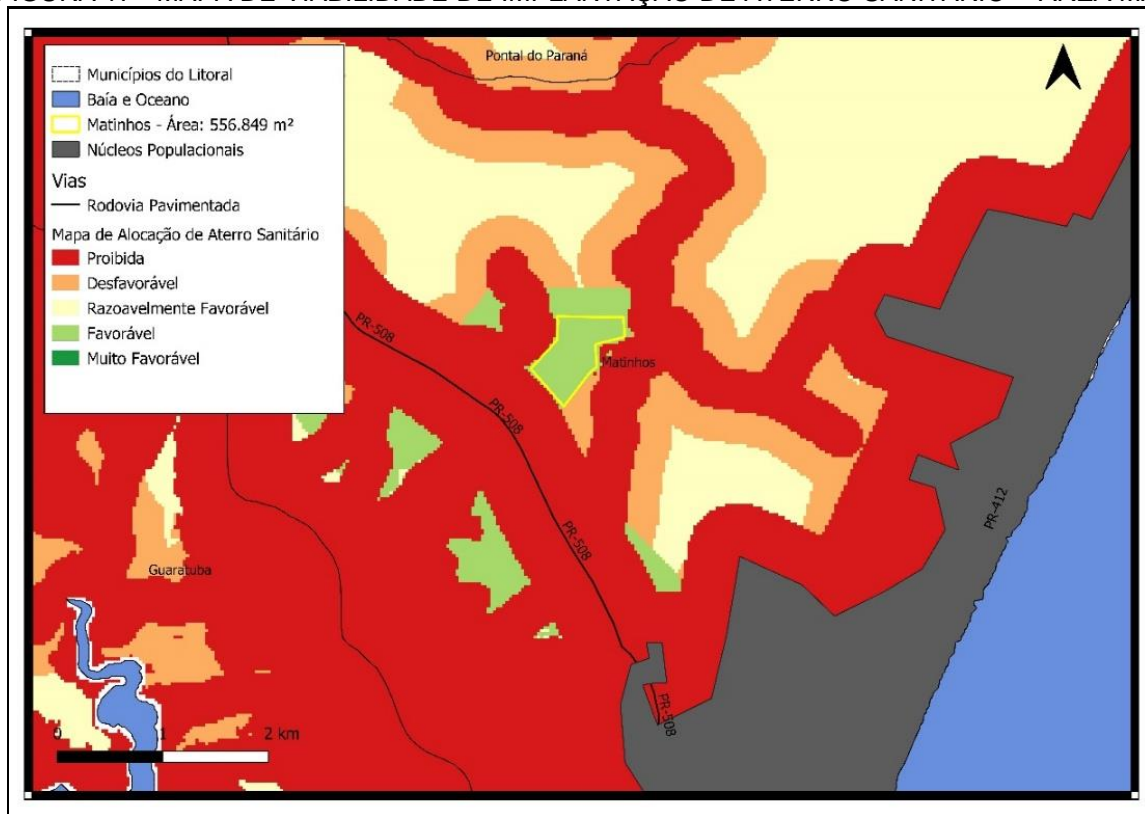 Municípios do Litoral
Baía e Oceano
Matinhos - Área: 556.849 m²
Núcleos Populacionais
Vias
Rodovia Pavimentada
Mapa de Alocação de Aterro Sanitário
Proibida
Desfavorável
Razoavelmente Favorável
Favorável
Muito Favorável
Pontal do Paraná
PR-508
Matinhos
PR-508
PR-412
PR-508
Guaratuba
PR-508
0 1 2 km